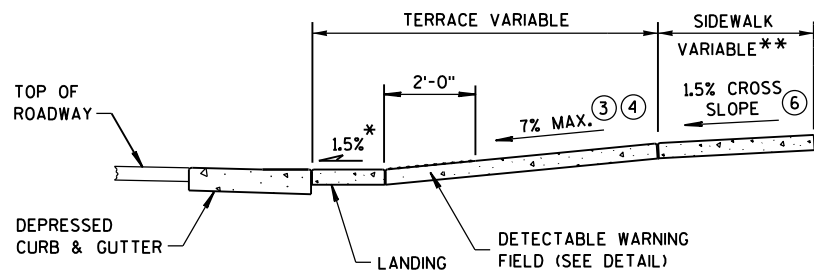 TERRACE VARIABLE
SIDEWALK
VARIABLE**
TOP OF
ROADWAY
2'-0"
1.5%*
7% MAX. 3 4
1.5% CROSS
SLOPE 6
DEPRESSED
CURB & GUTTER
LANDING
DETECTABLE WARNING
FIELD (SEE DETAIL)